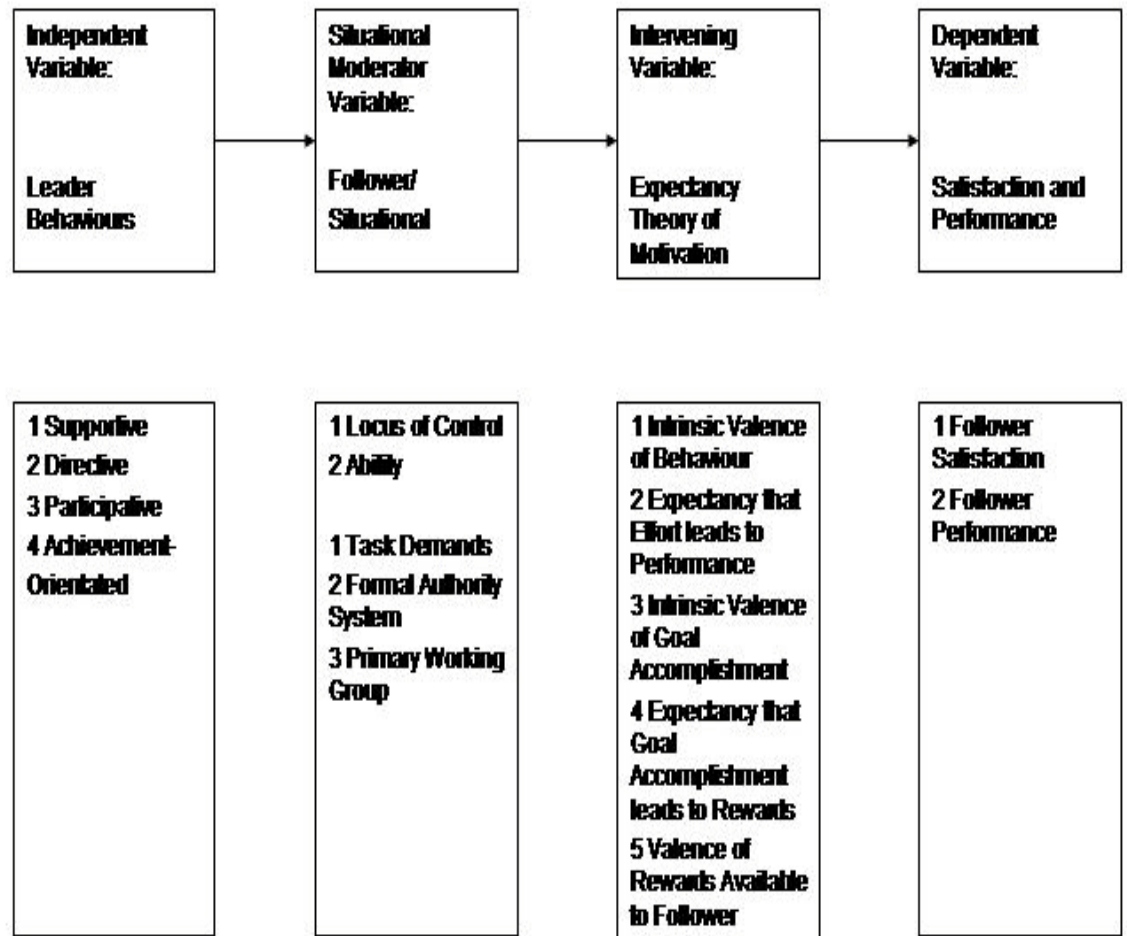 Independent
Variable:
Leader
Behaviours
Situational
Moderator
Variable:
Follower/
Situational
Intervening
Variable:
Expectancy
Theory of
Motivation
Dependent
Variable:
Satisfaction and
Performance
1 Supportive
2 Directive
3 Participative
4 Achievement-
Orientated
1 Locus of Control
2 Ability
1 Task Demands
2 Formal Authority
System
3 Primary Working
Group
1 Intrinsic Valence
of Behaviour
2 Expectancy that
Effort leads to
Performance
3 Intrinsic Valence
of Goal
Accomplishment
4 Expectancy that
Goal
Accomplishment
leads to Rewards
5 Valence of
Rewards Available
to Follower
1 Follower
Satisfaction
2 Follower
Performance